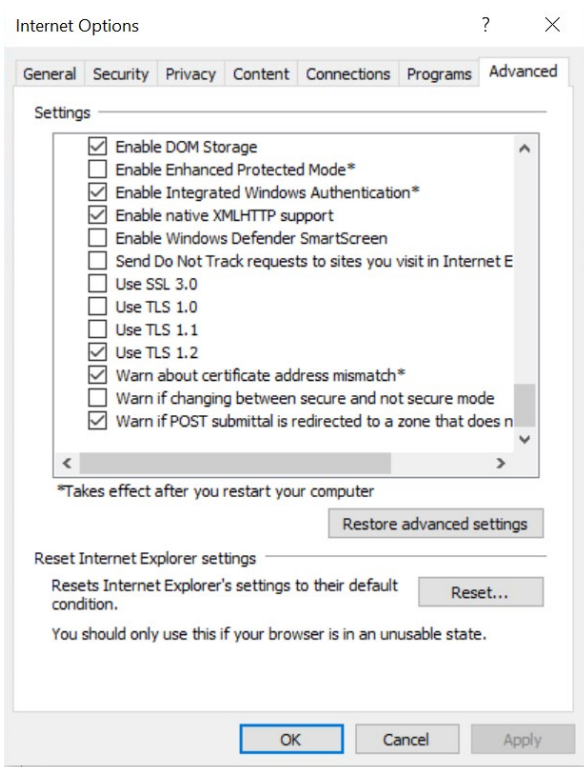 Internet Options
? ×
General Security Privacy Content Connections Programs Advanced
Settings
Enable DOM Storage
Enable Enhanced Protected Mode*
Enable Integrated Windows Authentication*
Enable native XMLHTTP support
Enable Windows Defender SmartScreen
Send Do Not Track requests to sites you visit in Internet E
Use SSL 3.0
Use TLS 1.0
Use TLS 1.1
Use TLS 1.2
Warn about certificate address mismatch*
Warn if changing between secure and not secure mode
Warn if POST submittal is redirected to a zone that does n
*Takes effect after you restart your computer
Restore advanced settings
Reset Internet Explorer settings
Resets Internet Explorer's settings to their default
condition.
Reset...
You should only use this if your browser is in an unusable state.
OK Cancel Apply